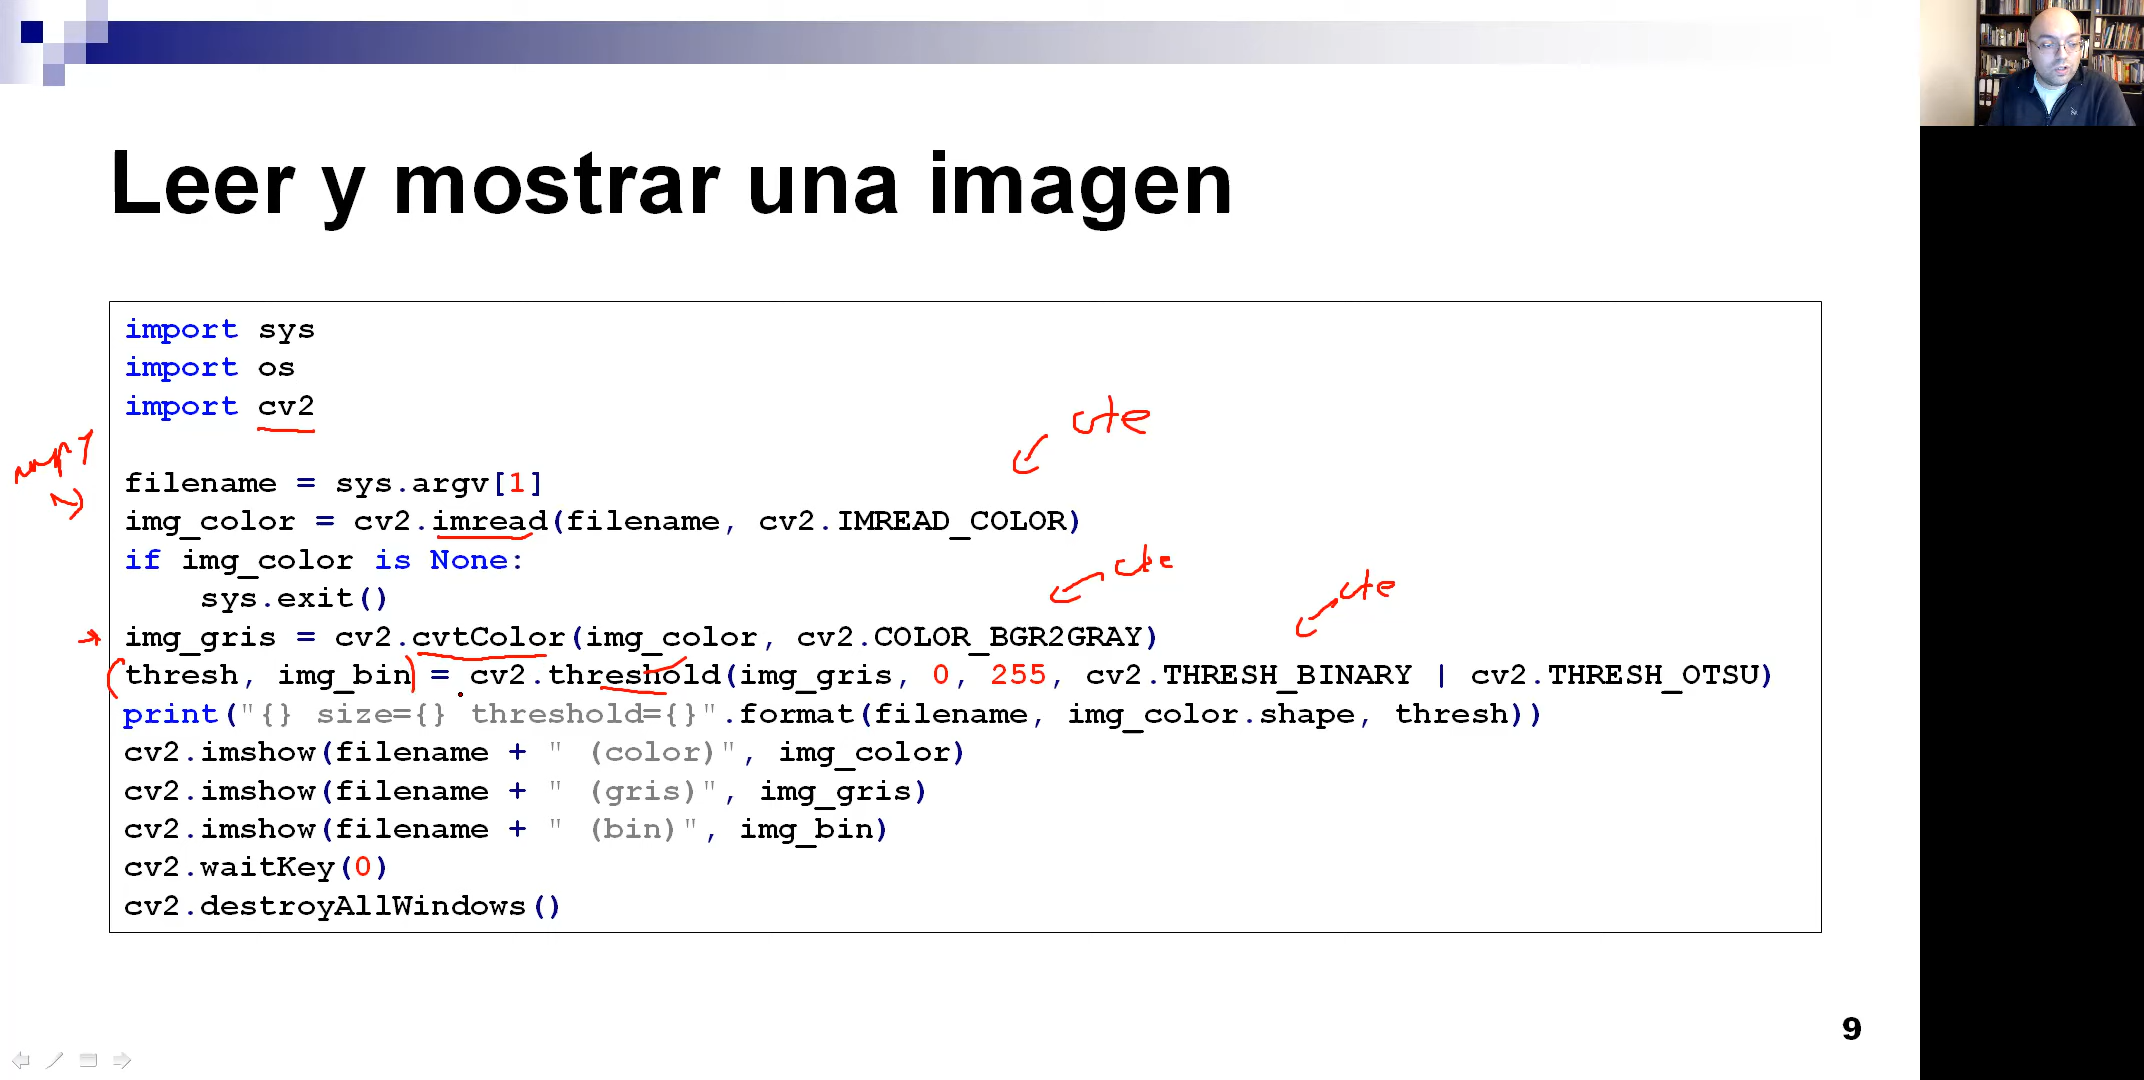 Leer y mostrar una imagen
import sys
import os
import cv2
cte
numpy
filename = sys.argv[1]
img_color = cv2.imread(filename, cv2.IMREAD_COLOR)
if img_color is None:
cte
    sys.exit()
cte
img_gris = cv2.cvtColor(img_color, cv2.COLOR_BGR2GRAY)
(thresh, img_bin) = cv2.threshold(img_gris, 0, 255, cv2.THRESH_BINARY | cv2.THRESH_OTSU)
print("{} size={} threshold={}".format(filename, img_color.shape, thresh))
cv2.imshow(filename + " (color)", img_color)
cv2.imshow(filename + " (gris)", img_gris)
cv2.imshow(filename + " (bin)", img_bin)
cv2.waitKey(0)
cv2.destroyAllWindows()
9